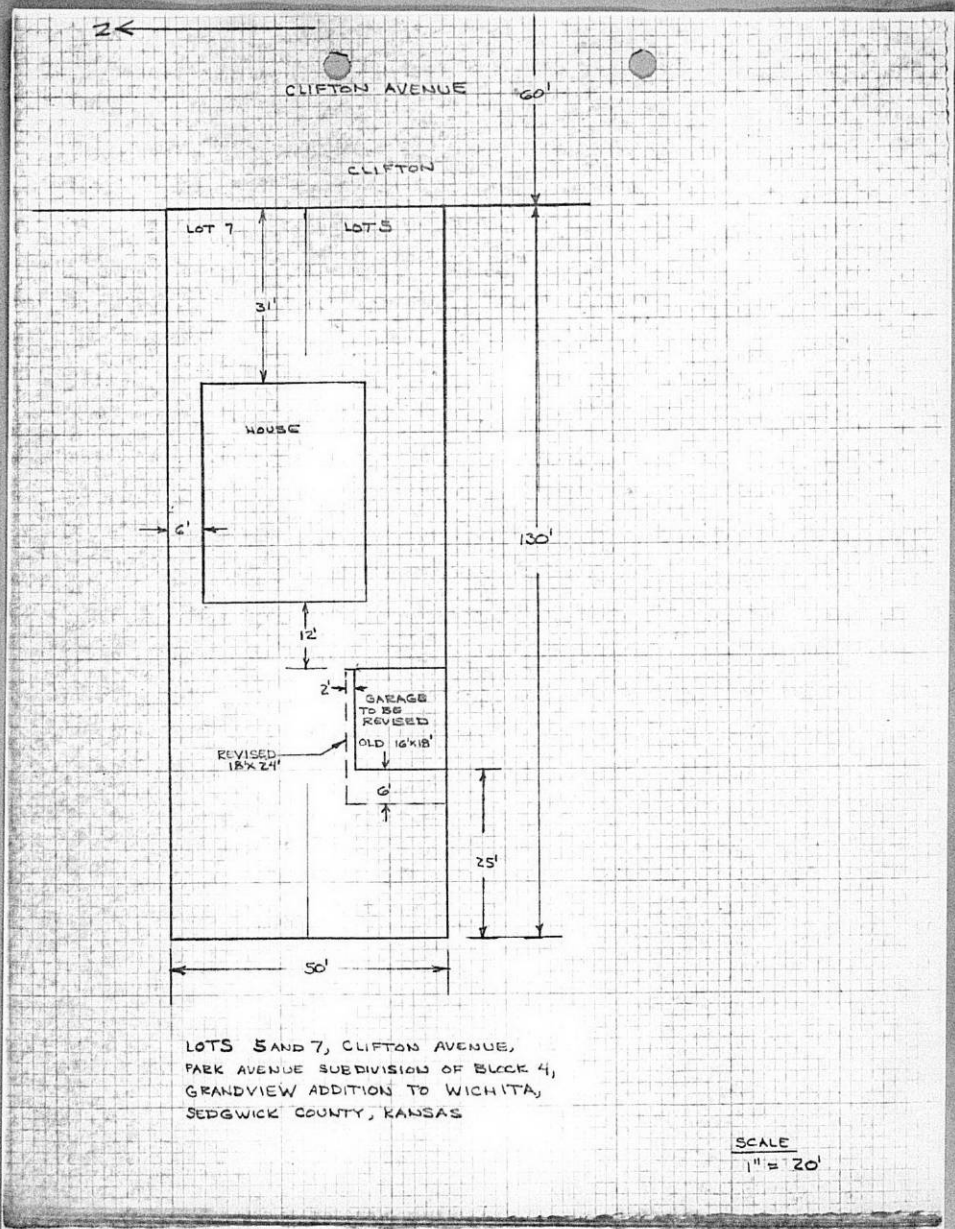 N
CLIFTON AVENUE
60'
CLIFTON
LOT 7
LOT 5
31'
HOUSE
6'
130'
12'
2'
GARAGE
TO BE
REVISED
OLD 16'X18'
REVISED
18'X24'
6'
25'
50'
LOTS 5 AND 7, CLIFTON AVENUE,
PARK AVENUE SUBDIVISION OF BLOCK 4,
GRANDVIEW ADDITION TO WICHITA,
SEDGWICK COUNTY, KANSAS
SCALE
1" = 20'